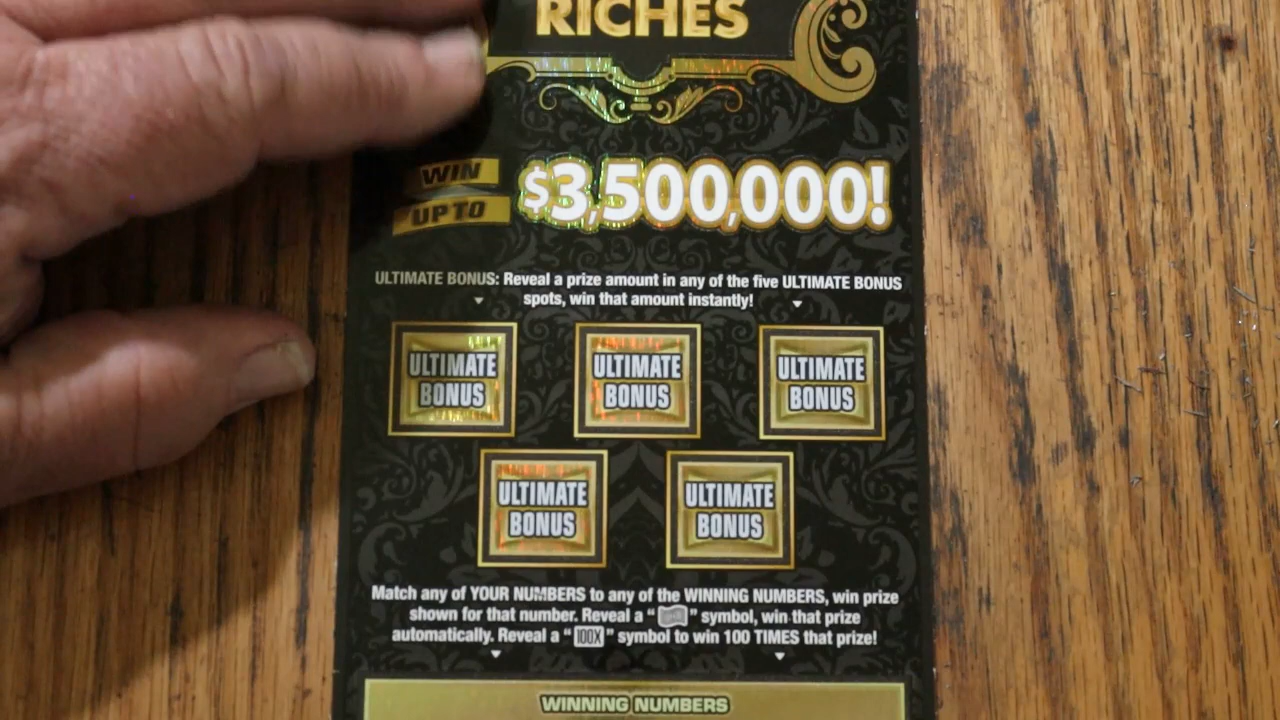 RICHES
WIN
UP TO
$3,500,000!
ULTIMATE BONUS: Reveal a prize amount in any of the five ULTIMATE BONUS
spots, win that amount instantly!
ULTIMATE
BONUS
ULTIMATE
BONUS
ULTIMATE
BONUS
ULTIMATE
BONUS
ULTIMATE
BONUS
Match any of YOUR NUMBERS to any of the WINNING NUMBERS, win prize
shown for that number. Reveal a " " symbol, win that prize
automatically. Reveal a "100X" symbol to win 100 TIMES that prize!
WINNING NUMBERS